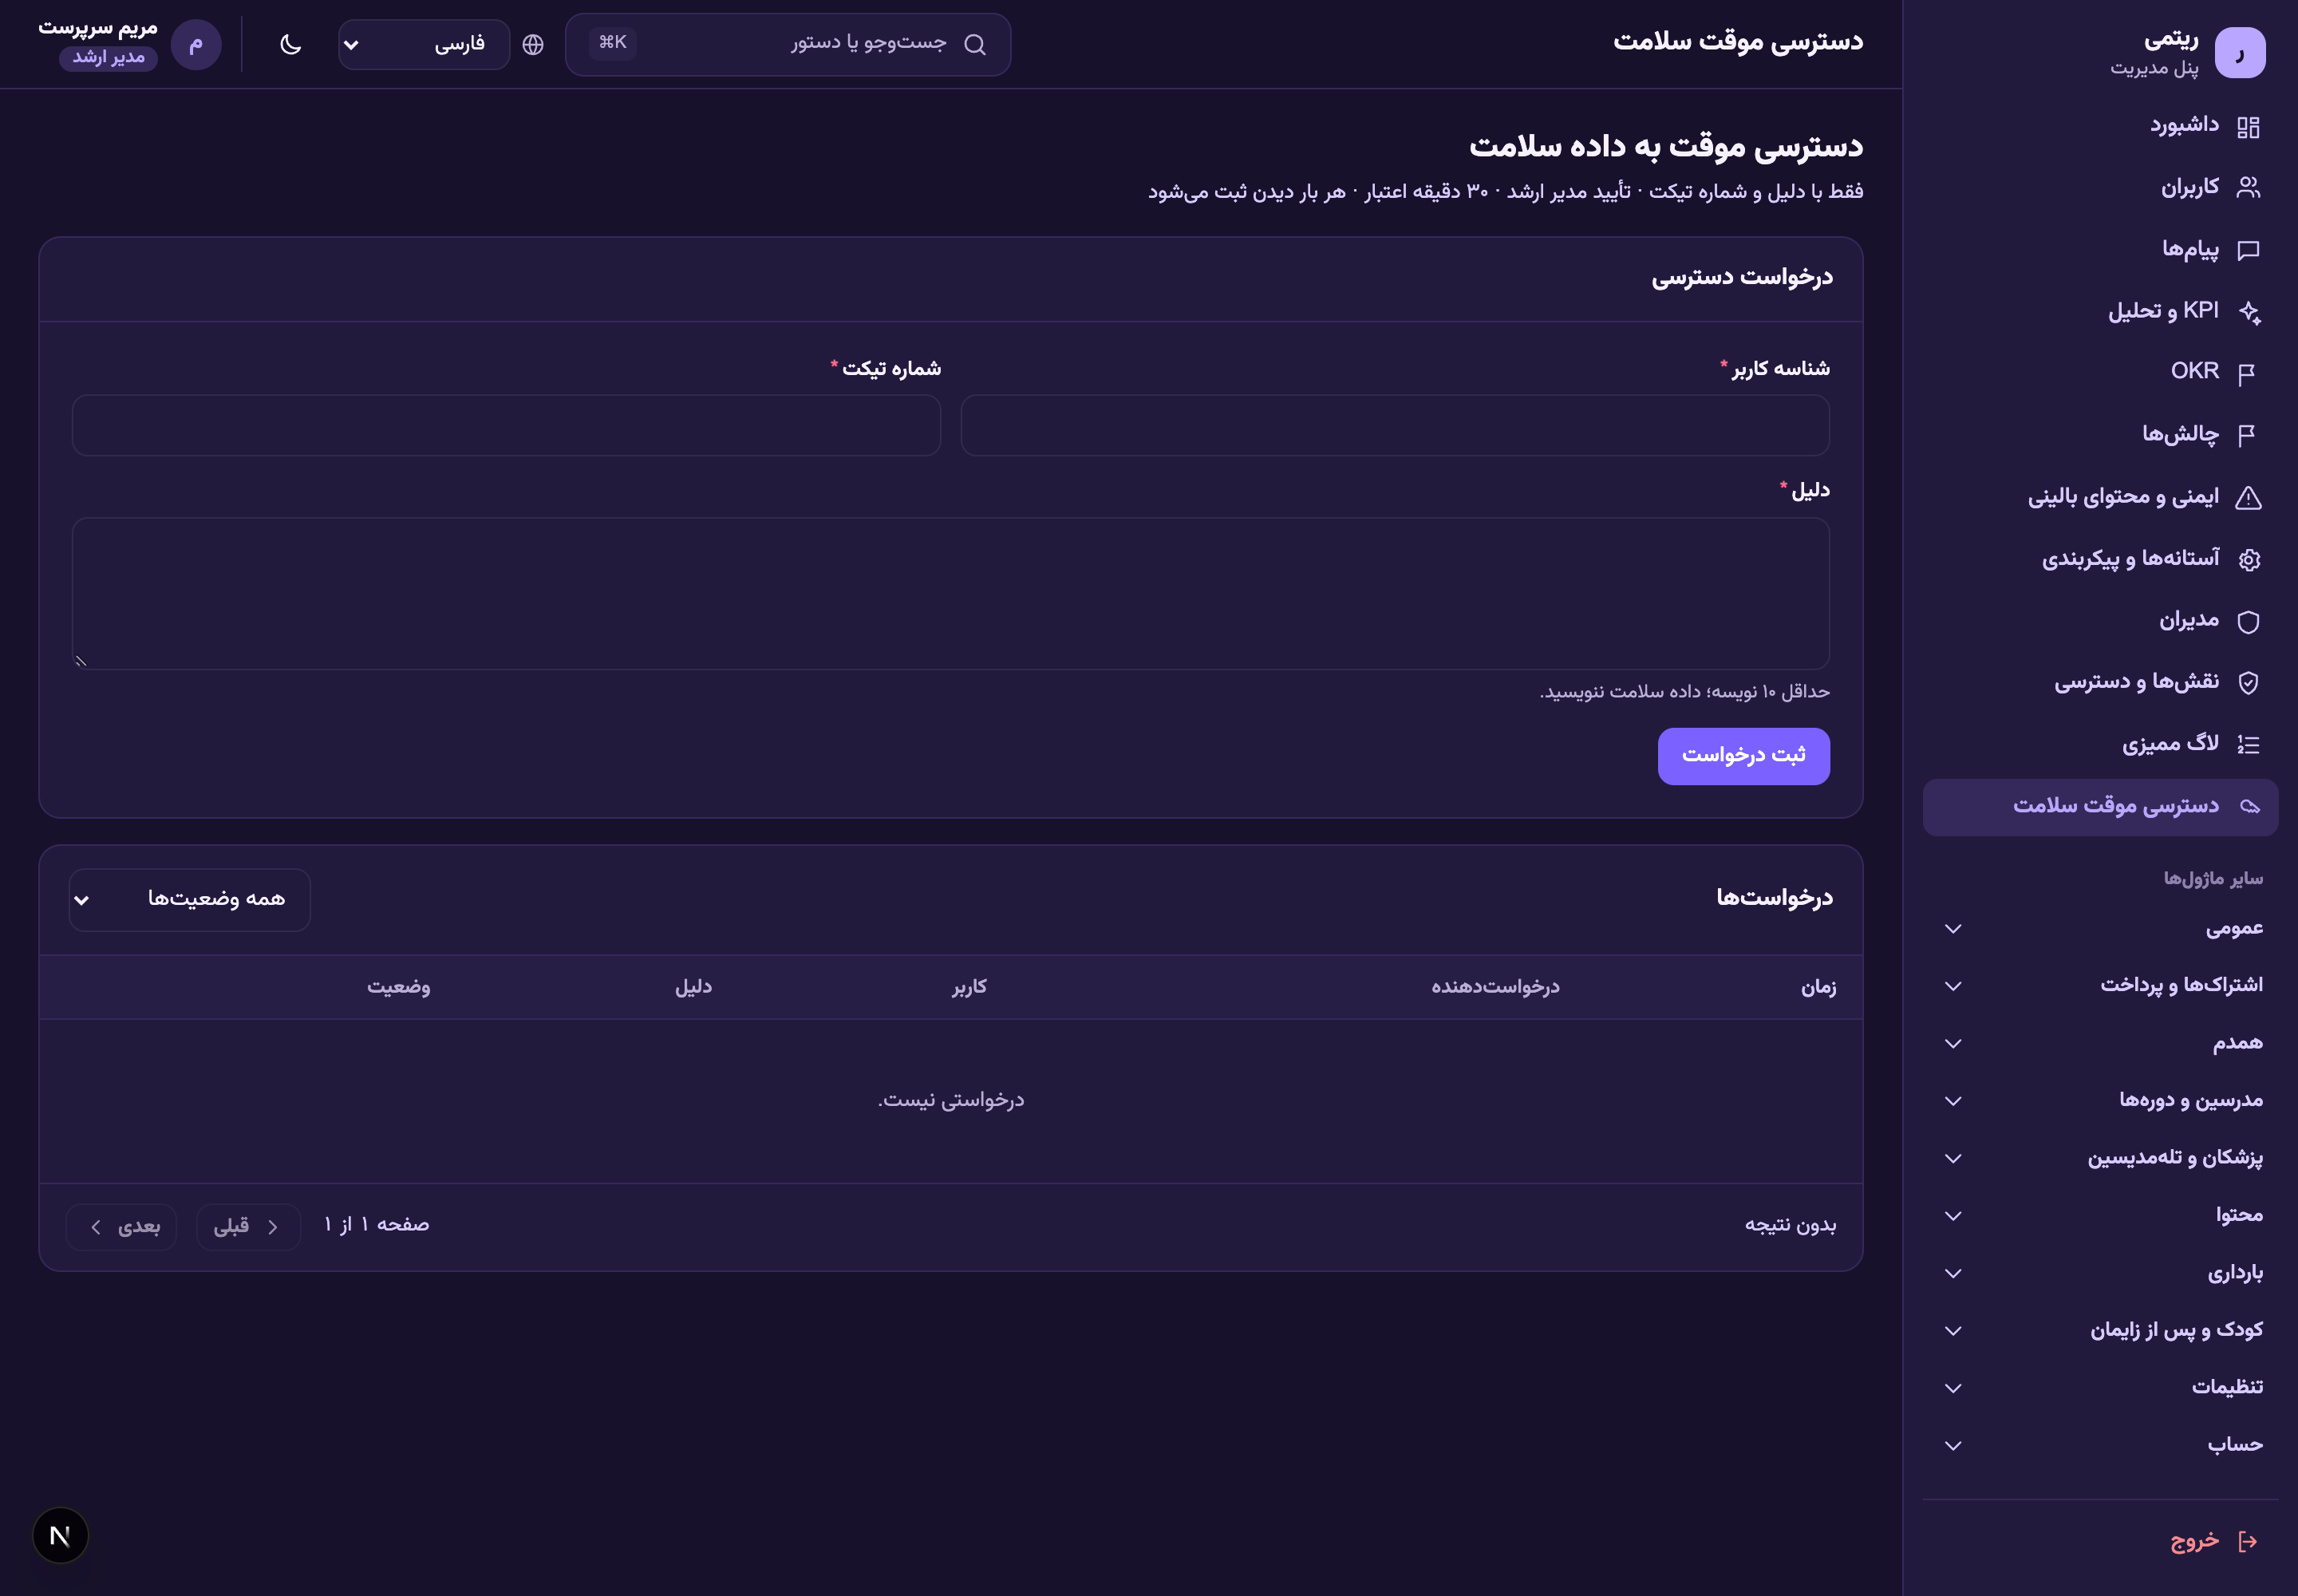 ریتمی
پنل مدیریت
داشبورد
کاربران
پیام‌ها
KPI و تحلیل
OKR
چالش‌ها
ایمنی و محتوای بالینی
آستانه‌ها و پیکربندی
مدیران
نقش‌ها و دسترسی
لاگ ممیزی
دسترسی موقت سلامت
سایر ماژول‌ها
عمومی
اشتراک‌ها و پرداخت
همدم
مدرسین و دوره‌ها
پزشکان و تله‌مدیسین
محتوا
بارداری
کودک و پس از زایمان
تنظیمات
حساب
خروج
دسترسی موقت سلامت
جست‌وجو یا دستور
⌘K
فارسی
م
مریم سرپرست
مدیر ارشد
دسترسی موقت به داده سلامت
فقط با دلیل و شماره تیکت · تأیید مدیر ارشد · ۳۰ دقیقه اعتبار · هر بار دیدن ثبت می‌شود
درخواست دسترسی
شناسه کاربر *
شماره تیکت *
دلیل *
حداقل ۱۰ نویسه؛ داده سلامت ننویسید.
ثبت درخواست
درخواست‌ها
همه وضعیت‌ها
زمان درخواست‌دهنده کاربر دلیل وضعیت
درخواستی نیست.
بدون نتیجه
صفحه ۱ از ۱
قبلی
بعدی
ر
N